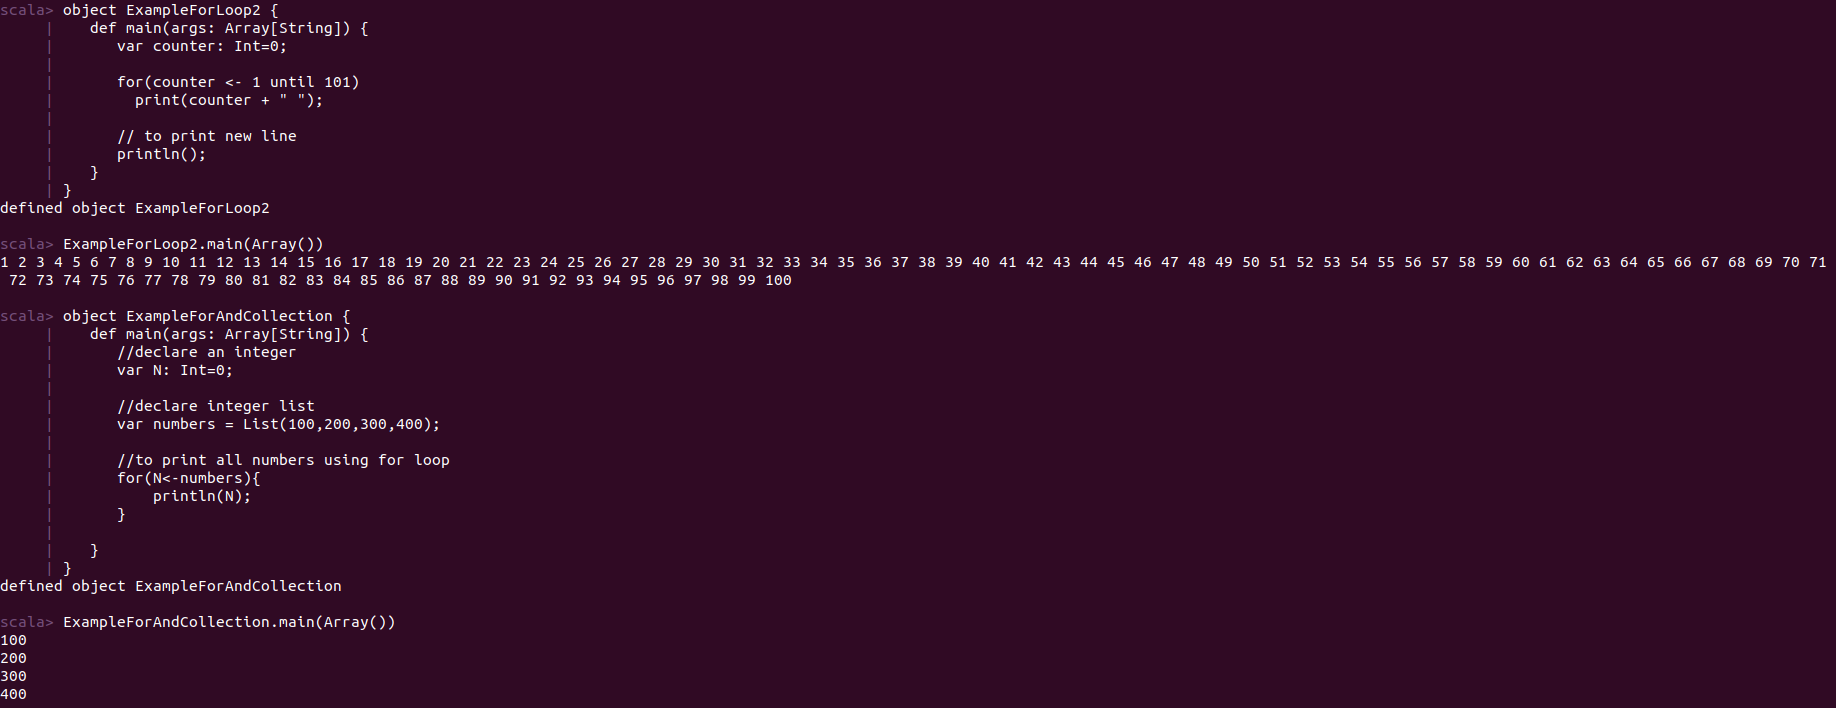 scala> object ExampleForLoop2 {
     |    def main(args: Array[String]) {
     |       var counter: Int=0;
     |
     |       for(counter <- 1 until 101)
     |         print(counter + " ");
     |
     |       // to print new line
     |       println();
     |    }
     | }
defined object ExampleForLoop2

scala> ExampleForLoop2.main(Array())
1 2 3 4 5 6 7 8 9 10 11 12 13 14 15 16 17 18 19 20 21 22 23 24 25 26 27 28 29 30 31 32 33 34 35 36 37 38 39 40 41 42 43 44 45 46 47 48 49 50 51 52 53 54 55 56 57 58 59 60 61 62 63 64 65 66 67 68 69 70 71
 72 73 74 75 76 77 78 79 80 81 82 83 84 85 86 87 88 89 90 91 92 93 94 95 96 97 98 99 100

scala> object ExampleForAndCollection {
     |    def main(args: Array[String]) {
     |       //declare an integer
     |       var N: Int=0;
     |
     |       //declare integer list
     |       var numbers = List(100,200,300,400);
     |
     |       //to print all numbers using for loop
     |       for(N<-numbers){
     |           println(N);
     |       }
     |
     |    }
     | }
defined object ExampleForAndCollection

scala> ExampleForAndCollection.main(Array())
100
200
300
400